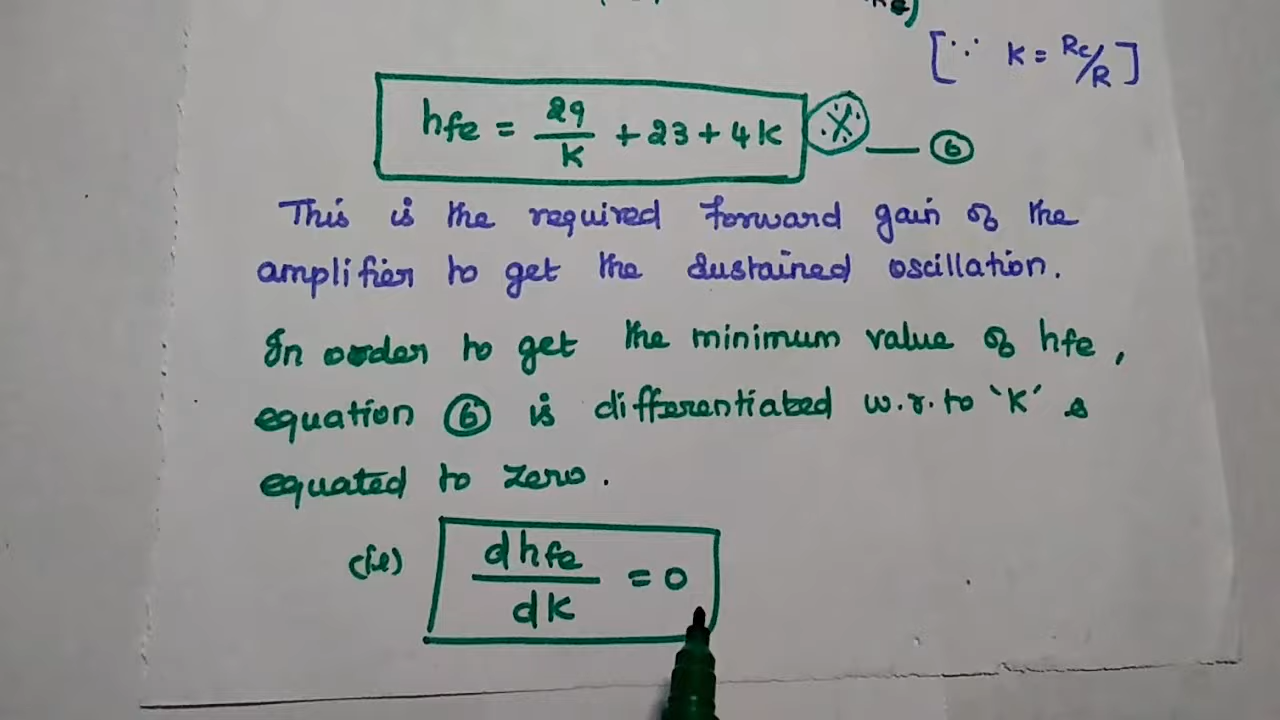 [∵ K = Rc/R]
hfe = 29/K + 23 + 4K — ⑥
This is the required forward gain of the
amplifier to get the sustained oscillation.
In order to get the minimum value of hfe,
equation ⑥ is differentiated w.r.to 'K' &
equated to zero.
(ie) dhfe/dK = 0